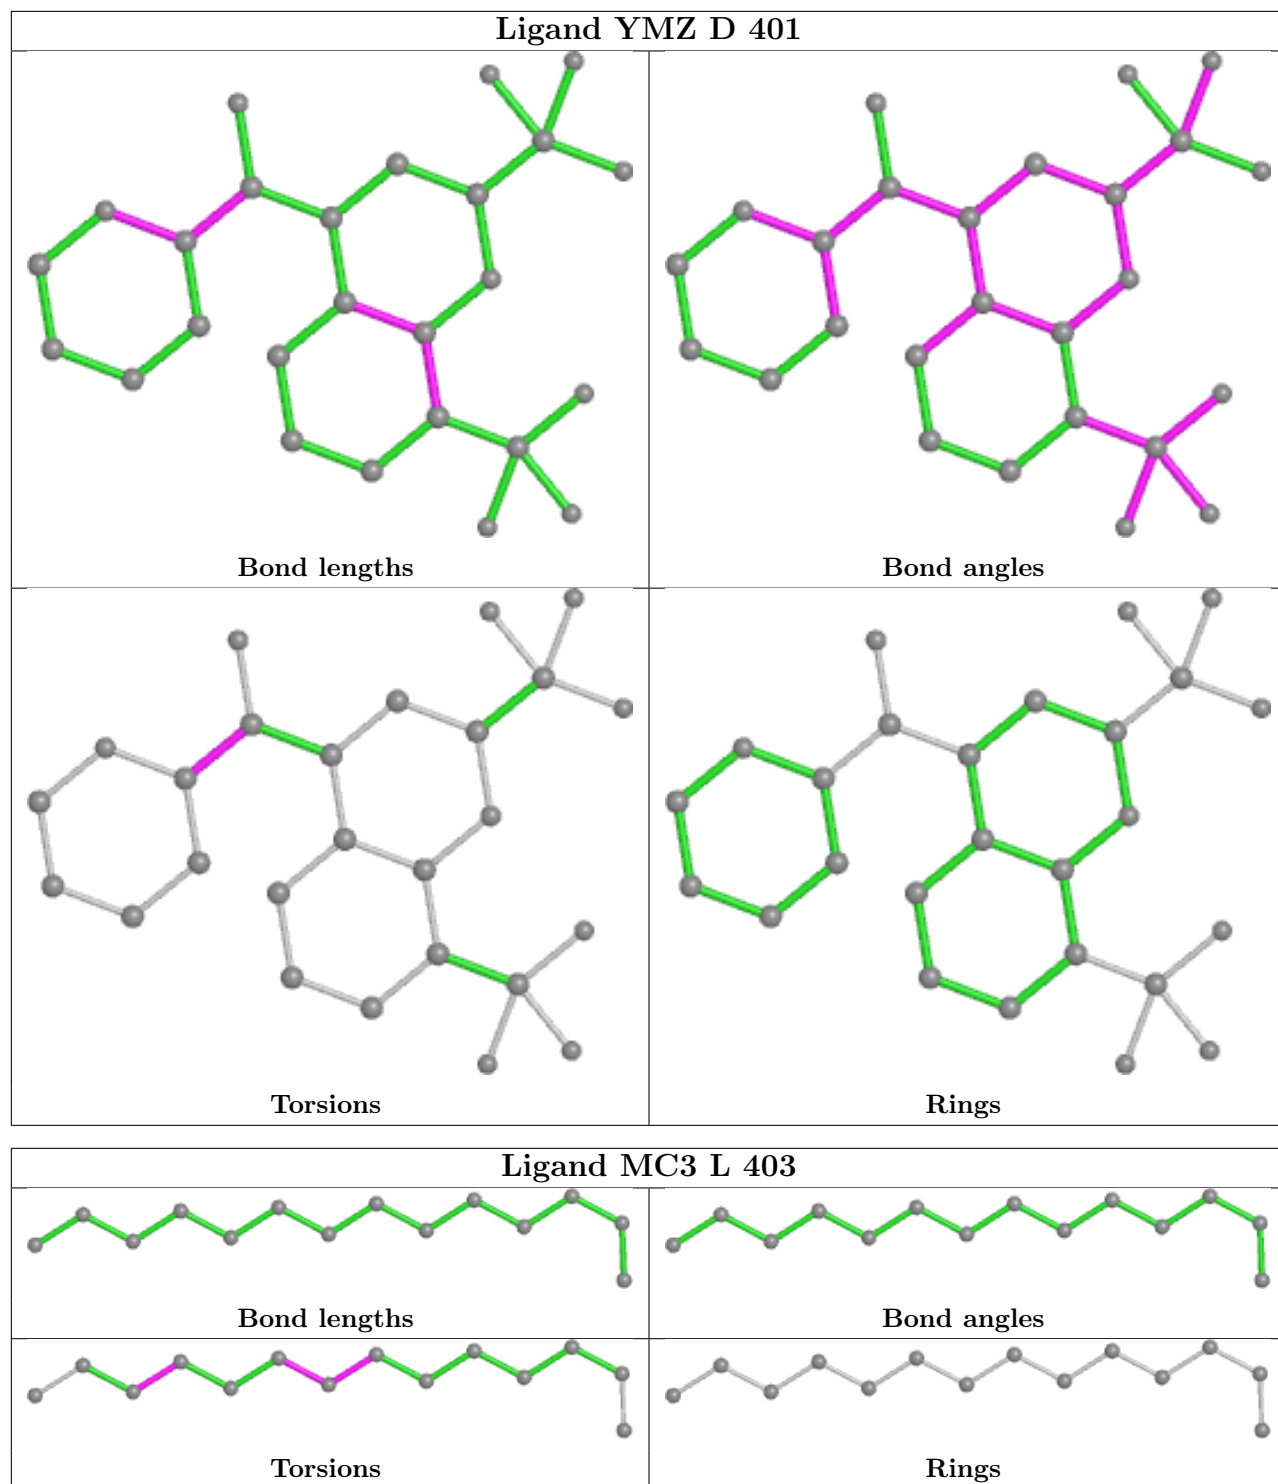 Ligand YMZ D 401
Bond lengths
Bond angles
Torsions
Rings
Ligand MC3 L 403
Bond lengths
Bond angles
Torsions
Rings